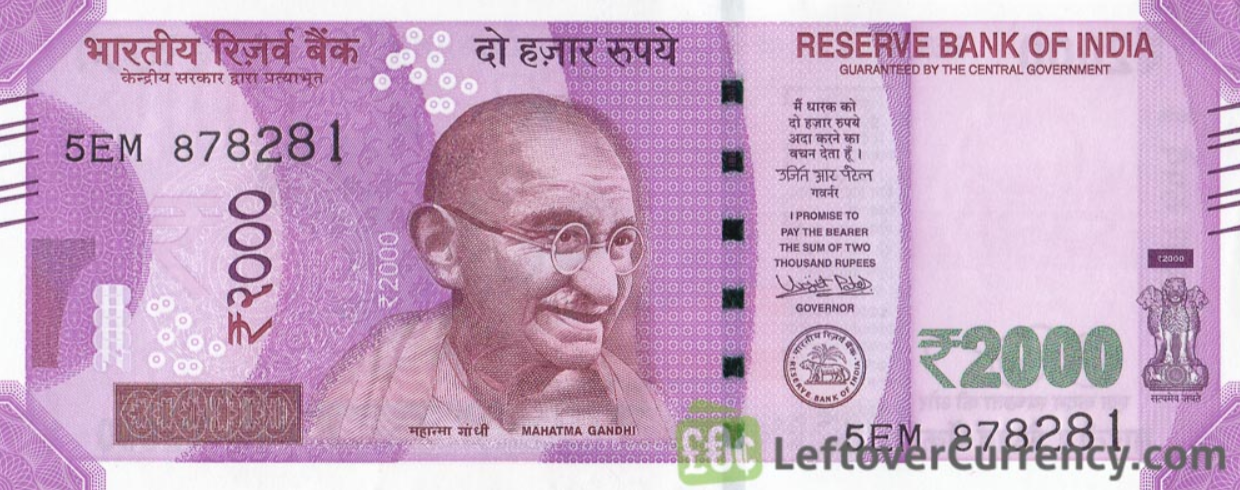 भारतीय रिज़र्व बैंक
केन्द्रीय सरकार द्वारा प्रत्याभूत
दो हज़ार रुपये
RESERVE BANK OF INDIA
GUARANTEED BY THE CENTRAL GOVERNMENT
5EM 878281
₹२०००
₹2000
मैं धारक को
दो हज़ार रुपये
अदा करने का
वचन देता हूँ ।
उर्जित आर पटेल
गवर्नर
I PROMISE TO
PAY THE BEARER
THE SUM OF TWO
THOUSAND RUPEES
Urjit Patel
GOVERNOR
भारतीय रिज़र्व बैंक
RESERVE BANK OF INDIA
₹2000
₹2000
सत्यमेव जयते
महात्मा गांधी
MAHATMA GANDHI
5EM 878281
LeftoverCurrency.com